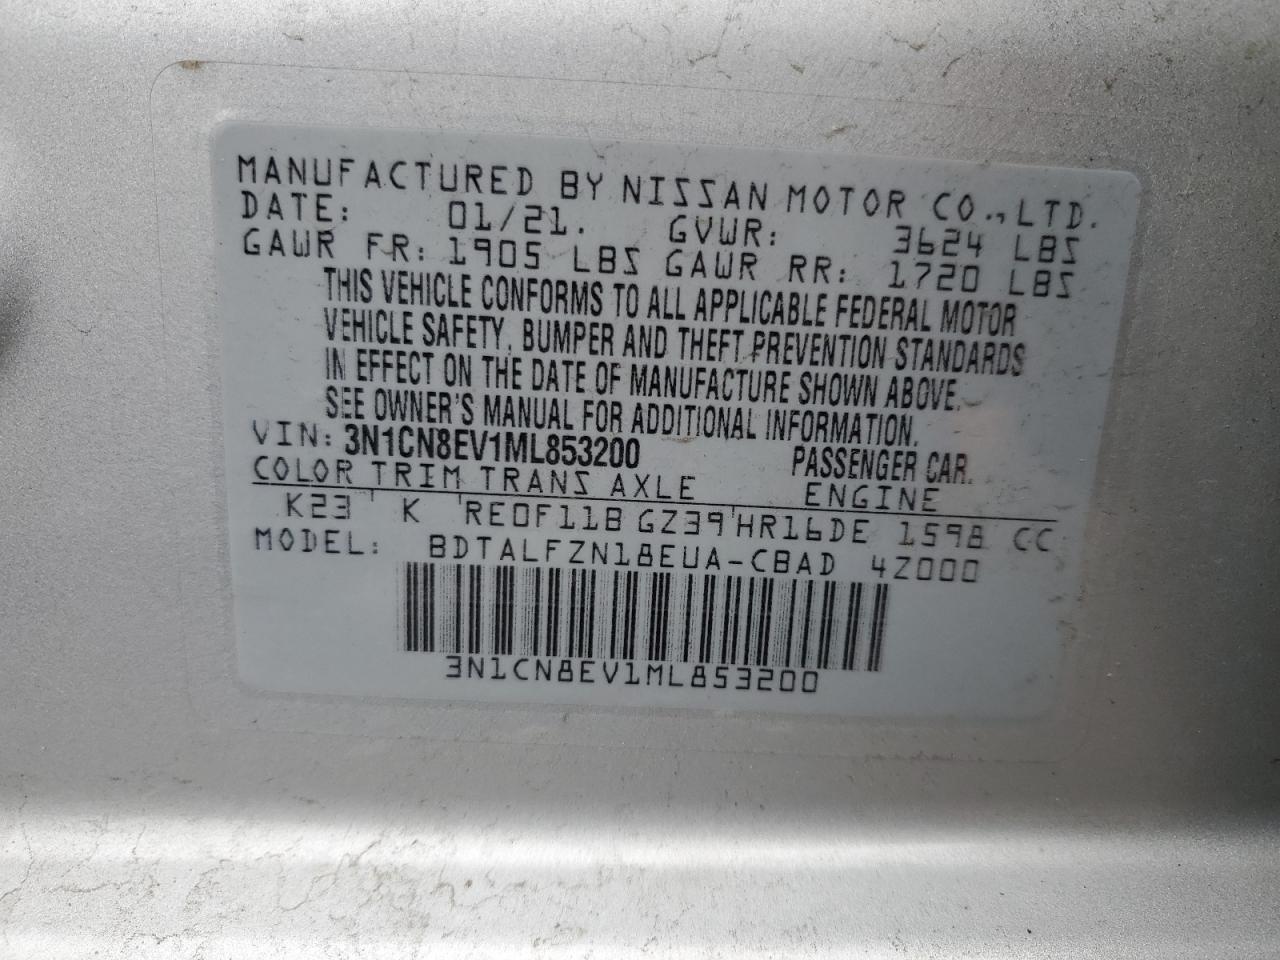 MANUFACTURED BY NISSAN MOTOR CO., LTD.
DATE: 01/21. GVWR: 3624 LBS
GAWR FR: 1905 LBS GAWR RR: 1720 LBS
THIS VEHICLE CONFORMS TO ALL APPLICABLE FEDERAL MOTOR
VEHICLE SAFETY, BUMPER AND THEFT PREVENTION STANDARDS
IN EFFECT ON THE DATE OF MANUFACTURE SHOWN ABOVE.
SEE OWNER'S MANUAL FOR ADDITIONAL INFORMATION.
VIN: 3N1CN8EV1ML853200 PASSENGER CAR.
COLOR TRIM TRANS AXLE ENGINE
K23 ' K 'RE0F11B GZ39'HR16DE 1598 CC
MODEL: BDTALFZN18EUA-CBAD 4Z000
3N1CN8EV1ML853200